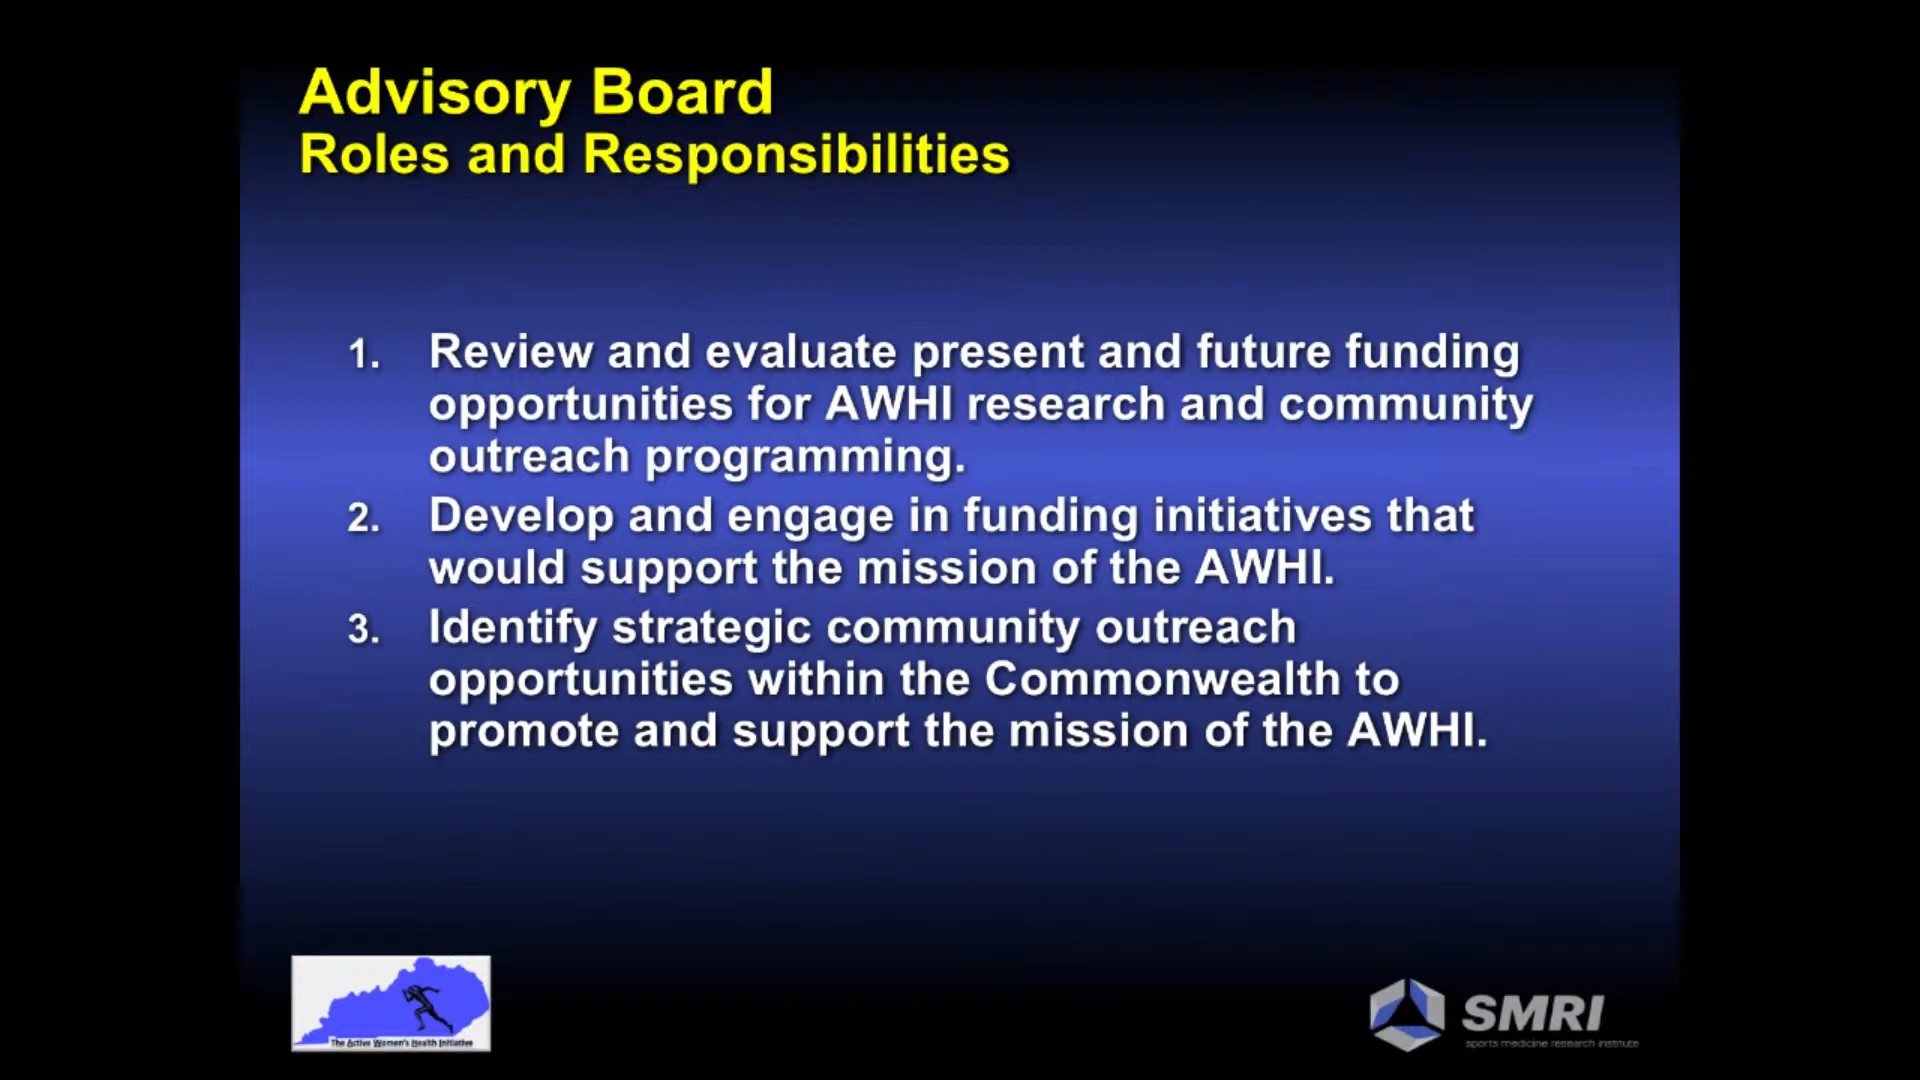 Advisory Board
Roles and Responsibilities
1. Review and evaluate present and future funding
opportunities for AWHI research and community
outreach programming.
2. Develop and engage in funding initiatives that
would support the mission of the AWHI.
3. Identify strategic community outreach
opportunities within the Commonwealth to
promote and support the mission of the AWHI.
The Active Women's Health Initiative
SMRI
sports medicine research institute